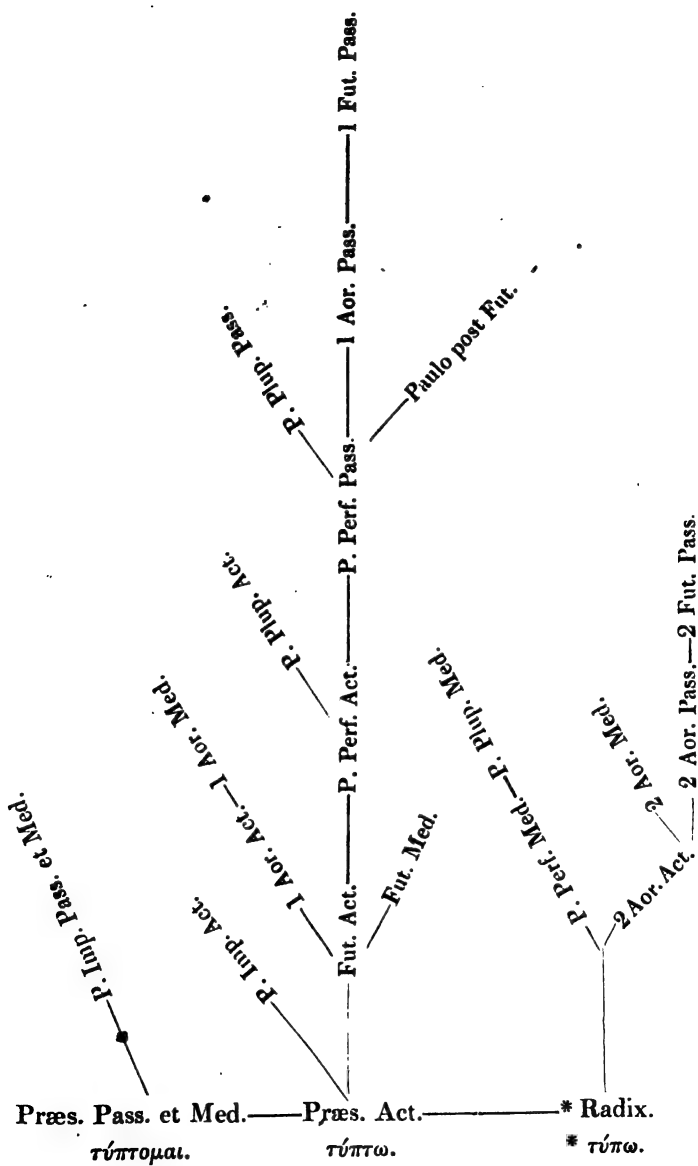 1 Fut. Pass.
1 Aor. Pass.
P. Plup. Pass.
Paulo post Fut.
P. Perf. Pass.
P. Plup. Act.
P. Perf. Act.
1 Aor. Act.—1 Aor. Med.
Fut. Med.
Fut. Act.
P. Imp. Act.
P. Imp. Pass. et Med.
P. Perf. Med.—P. Plup. Med.
2 Aor. Med.
2 Aor. Pass.—2 Fut. Pass.
2 Aor. Act.
Præs. Pass. et Med.—Præs. Act.—* Radix.
τύπτομαι. τύπτω. * τύπω.